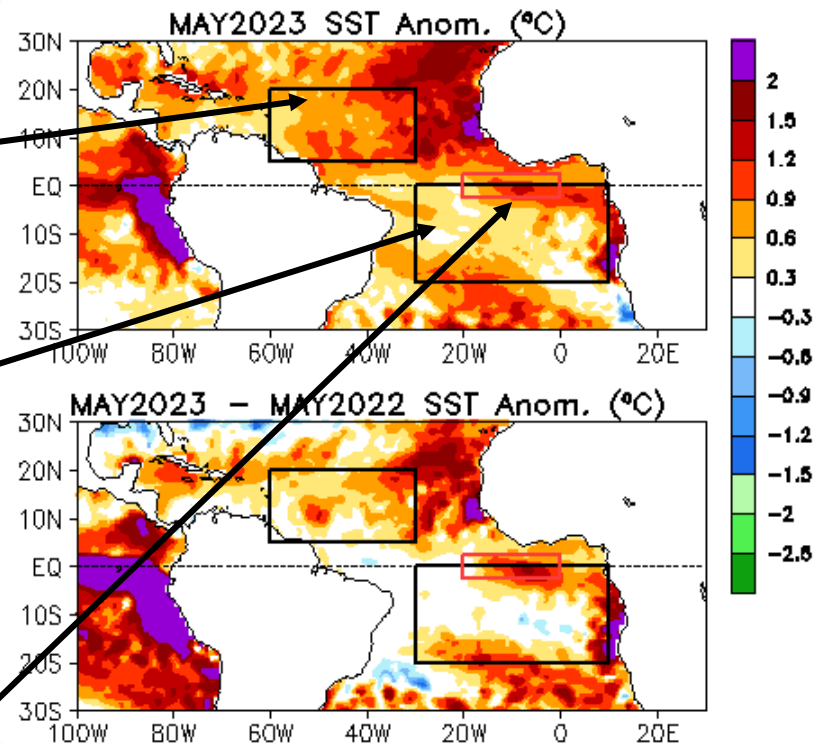 MAY2023 SST Anom. (ºC)
30N
20N
10N
EQ
10S
20S
30S
100W 80W 60W 40W 20W 0 20E
MAY2023 – MAY2022 SST Anom. (ºC)
30N
20N
10N
EQ
10S
20S
30S
100W 80W 60W 40W 20W 0 20E
2
1.5
1.2
0.9
0.6
0.3
-0.3
-0.6
-0.9
-1.2
-1.5
-2
-2.5